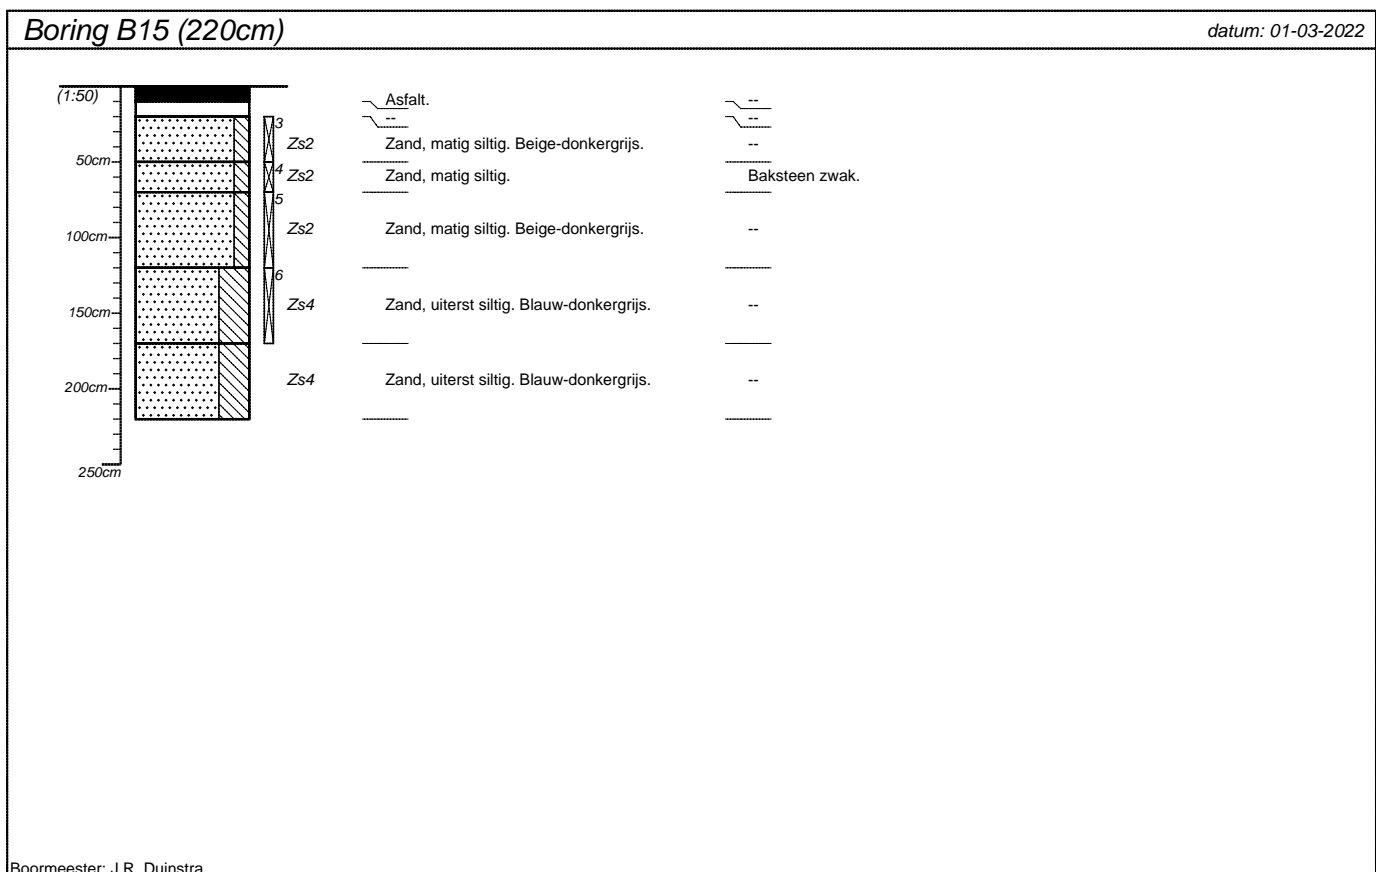 Boring B15 (220cm) datum: 01-03-2022
(1:50)
Asfalt. --
-- --
3
Zs2 Zand, matig siltig. Beige-donkergrijs. --
50cm
4 Zs2 Zand, matig siltig. Baksteen zwak.
5
Zs2 Zand, matig siltig. Beige-donkergrijs. --
100cm
6
Zs4 Zand, uiterst siltig. Blauw-donkergrijs. --
150cm
Zs4 Zand, uiterst siltig. Blauw-donkergrijs. --
200cm
250cm
Boormeester: J.R. Duinstra